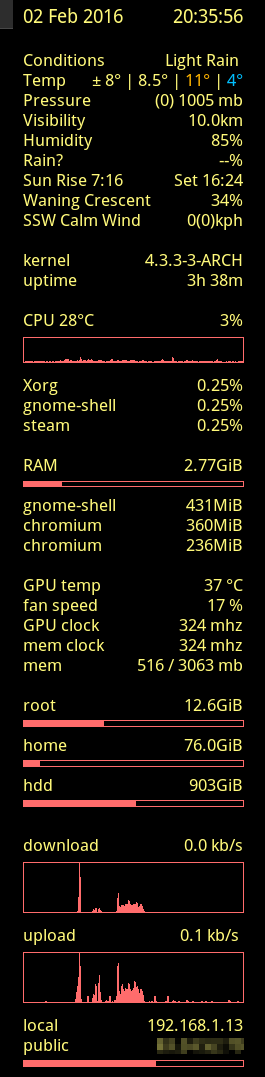 02 Feb 2016 20:35:56
Conditions Light Rain
Temp ± 8° | 8.5° | 11° | 4°
Pressure (0) 1005 mb
Visibility 10.0km
Humidity 85%
Rain? --%
Sun Rise 7:16 Set 16:24
Waning Crescent 34%
SSW Calm Wind 0(0)kph
kernel 4.3.3-3-ARCH
uptime 3h 38m
CPU 28°C 3%
Xorg 0.25%
gnome-shell 0.25%
steam 0.25%
RAM 2.77GiB
gnome-shell 431MiB
chromium 360MiB
chromium 236MiB
GPU temp 37 °C
fan speed 17 %
GPU clock 324 mhz
mem clock 324 mhz
mem 516 / 3063 mb
root 12.6GiB
home 76.0GiB
hdd 903GiB
download 0.0 kb/s
upload 0.1 kb/s
local 192.168.1.13
public